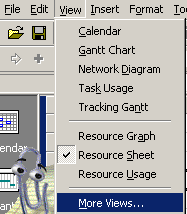 File Edit View Insert Format
Calendar
Gantt Chart
Network Diagram
Task Usage
Tracking Gantt
Resource Graph
Resource Sheet
Resource Usage
More Views...